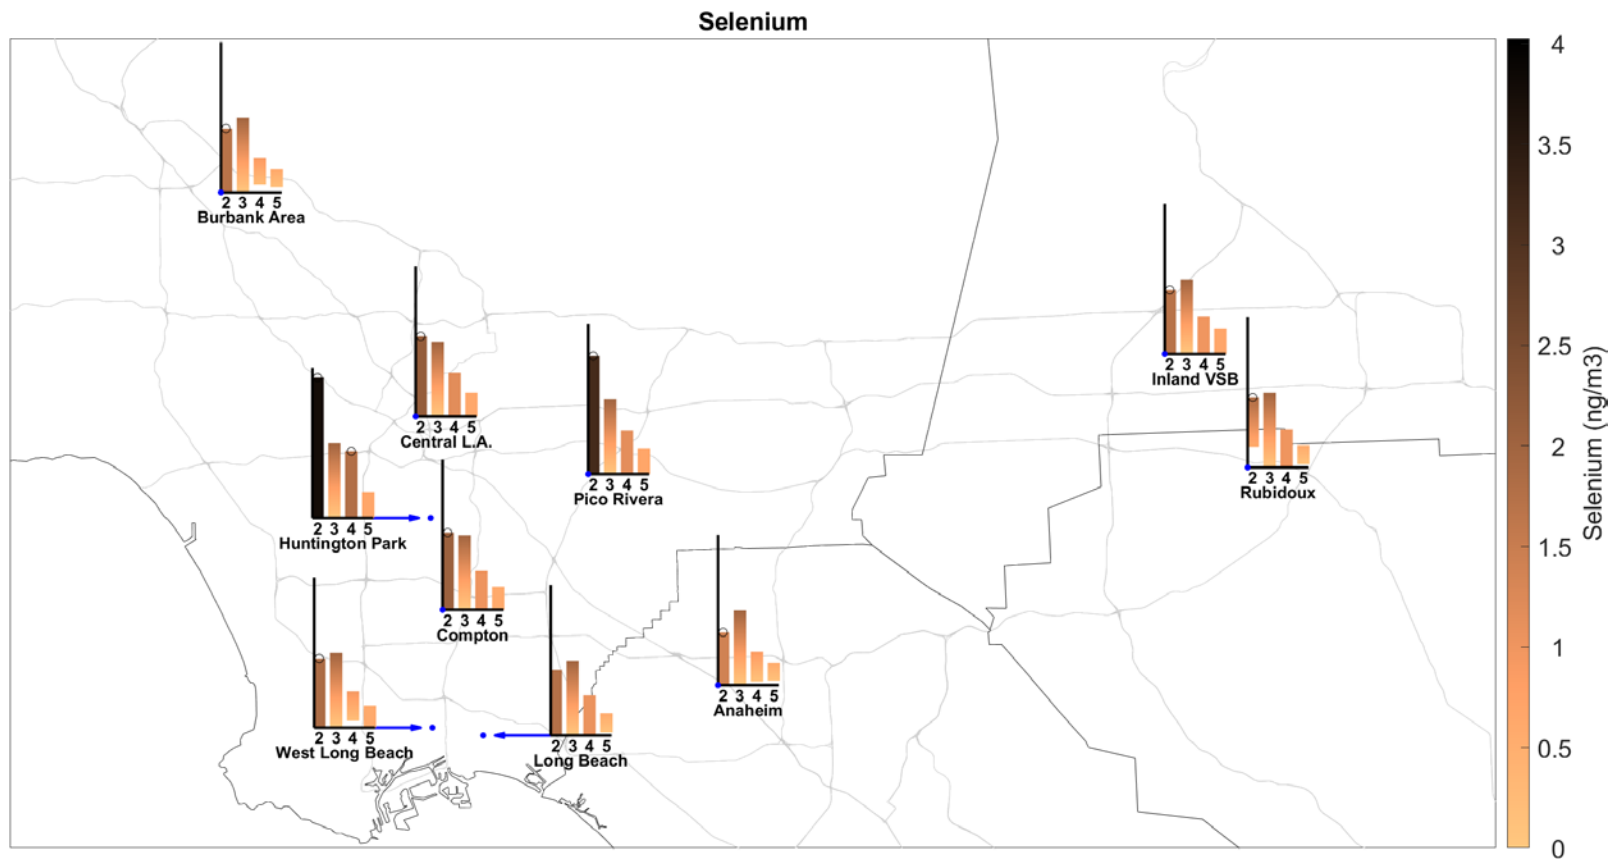 Selenium
2 3 4 5
Burbank Area
2 3 4 5
Central L.A.
2 3 4 5
Huntington Park
2 3 4 5
Pico Rivera
2 3 4 5
Inland VSB
2 3 4 5
Rubidoux
2 3 4 5
Compton
2 3 4 5
West Long Beach
2 3 4 5
Long Beach
2 3 4 5
Anaheim
4
3.5
3
2.5
2
1.5
1
0.5
0
Selenium (ng/m3)